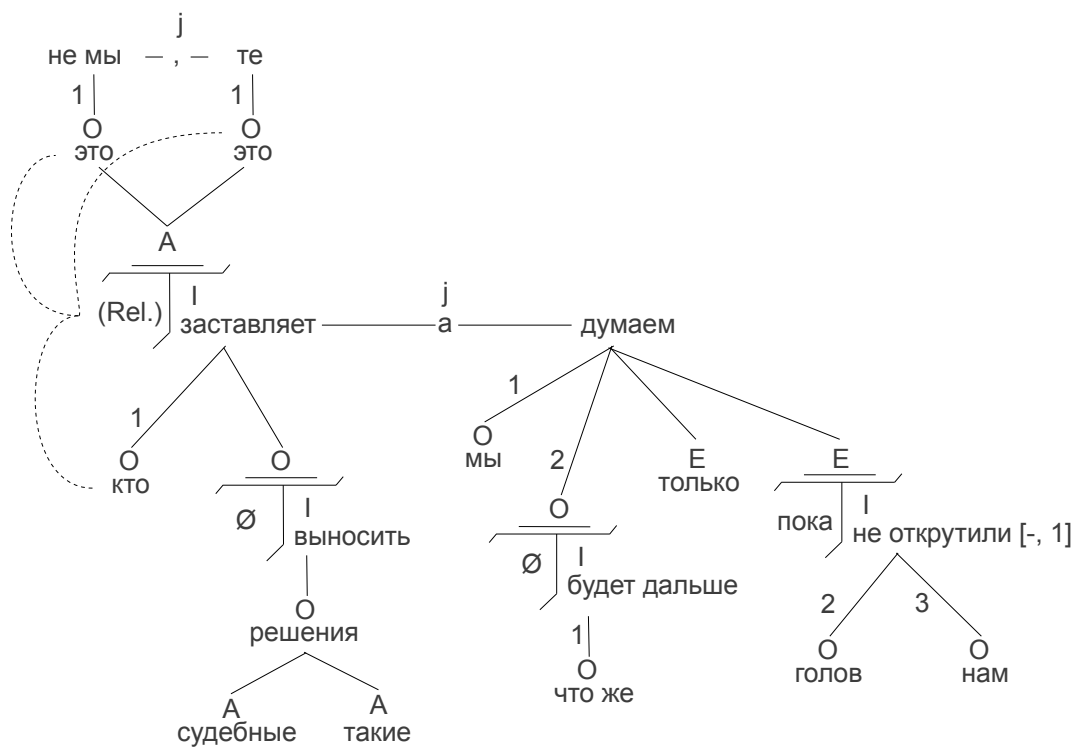 j
не мы — , — те
1 1
О О
это это
А
(Rel.) I j
заставляет а думаем
1 1
О О О 2 Е Е
кто мы только
О
Ø I пока I
выносить не открутили [-, 1]
Ø I
будет дальше
О 1 2 3
решения О О О
что же голов нам
А А
судебные такие